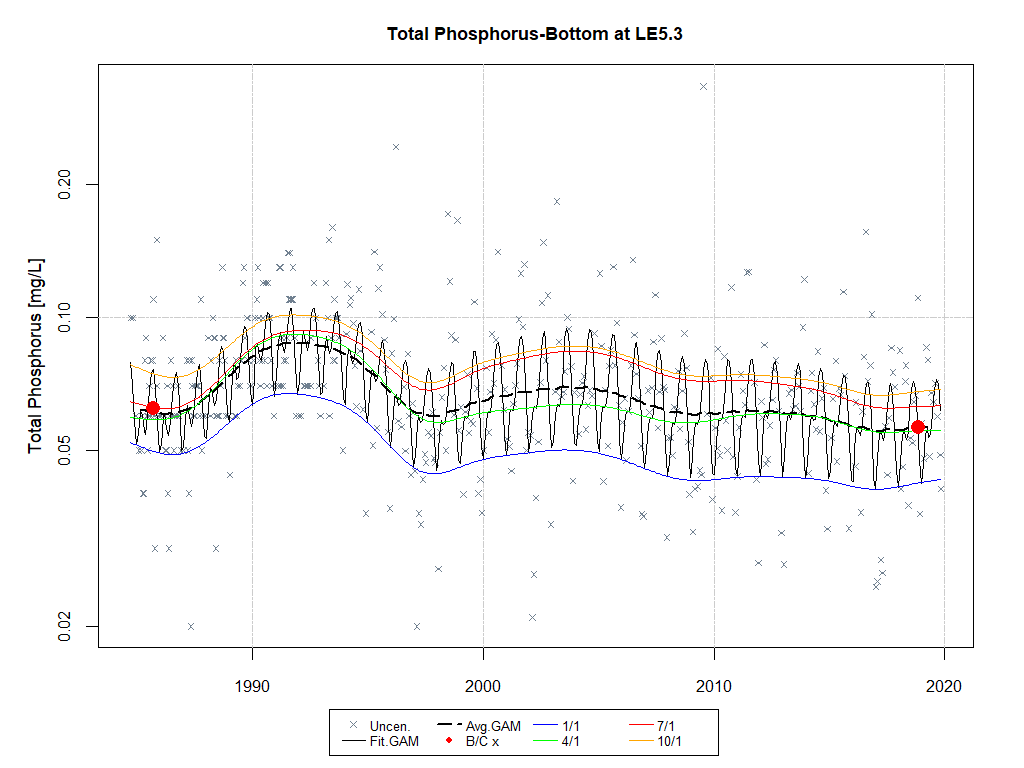 Total Phosphorus-Bottom at LE5.3
Total Phosphorus [mg/L]
0.20
0.10
0.05
0.02
1990 2000 2010 2020
Uncen. Avg.GAM 1/1 7/1
Fit.GAM B/C x 4/1 10/1